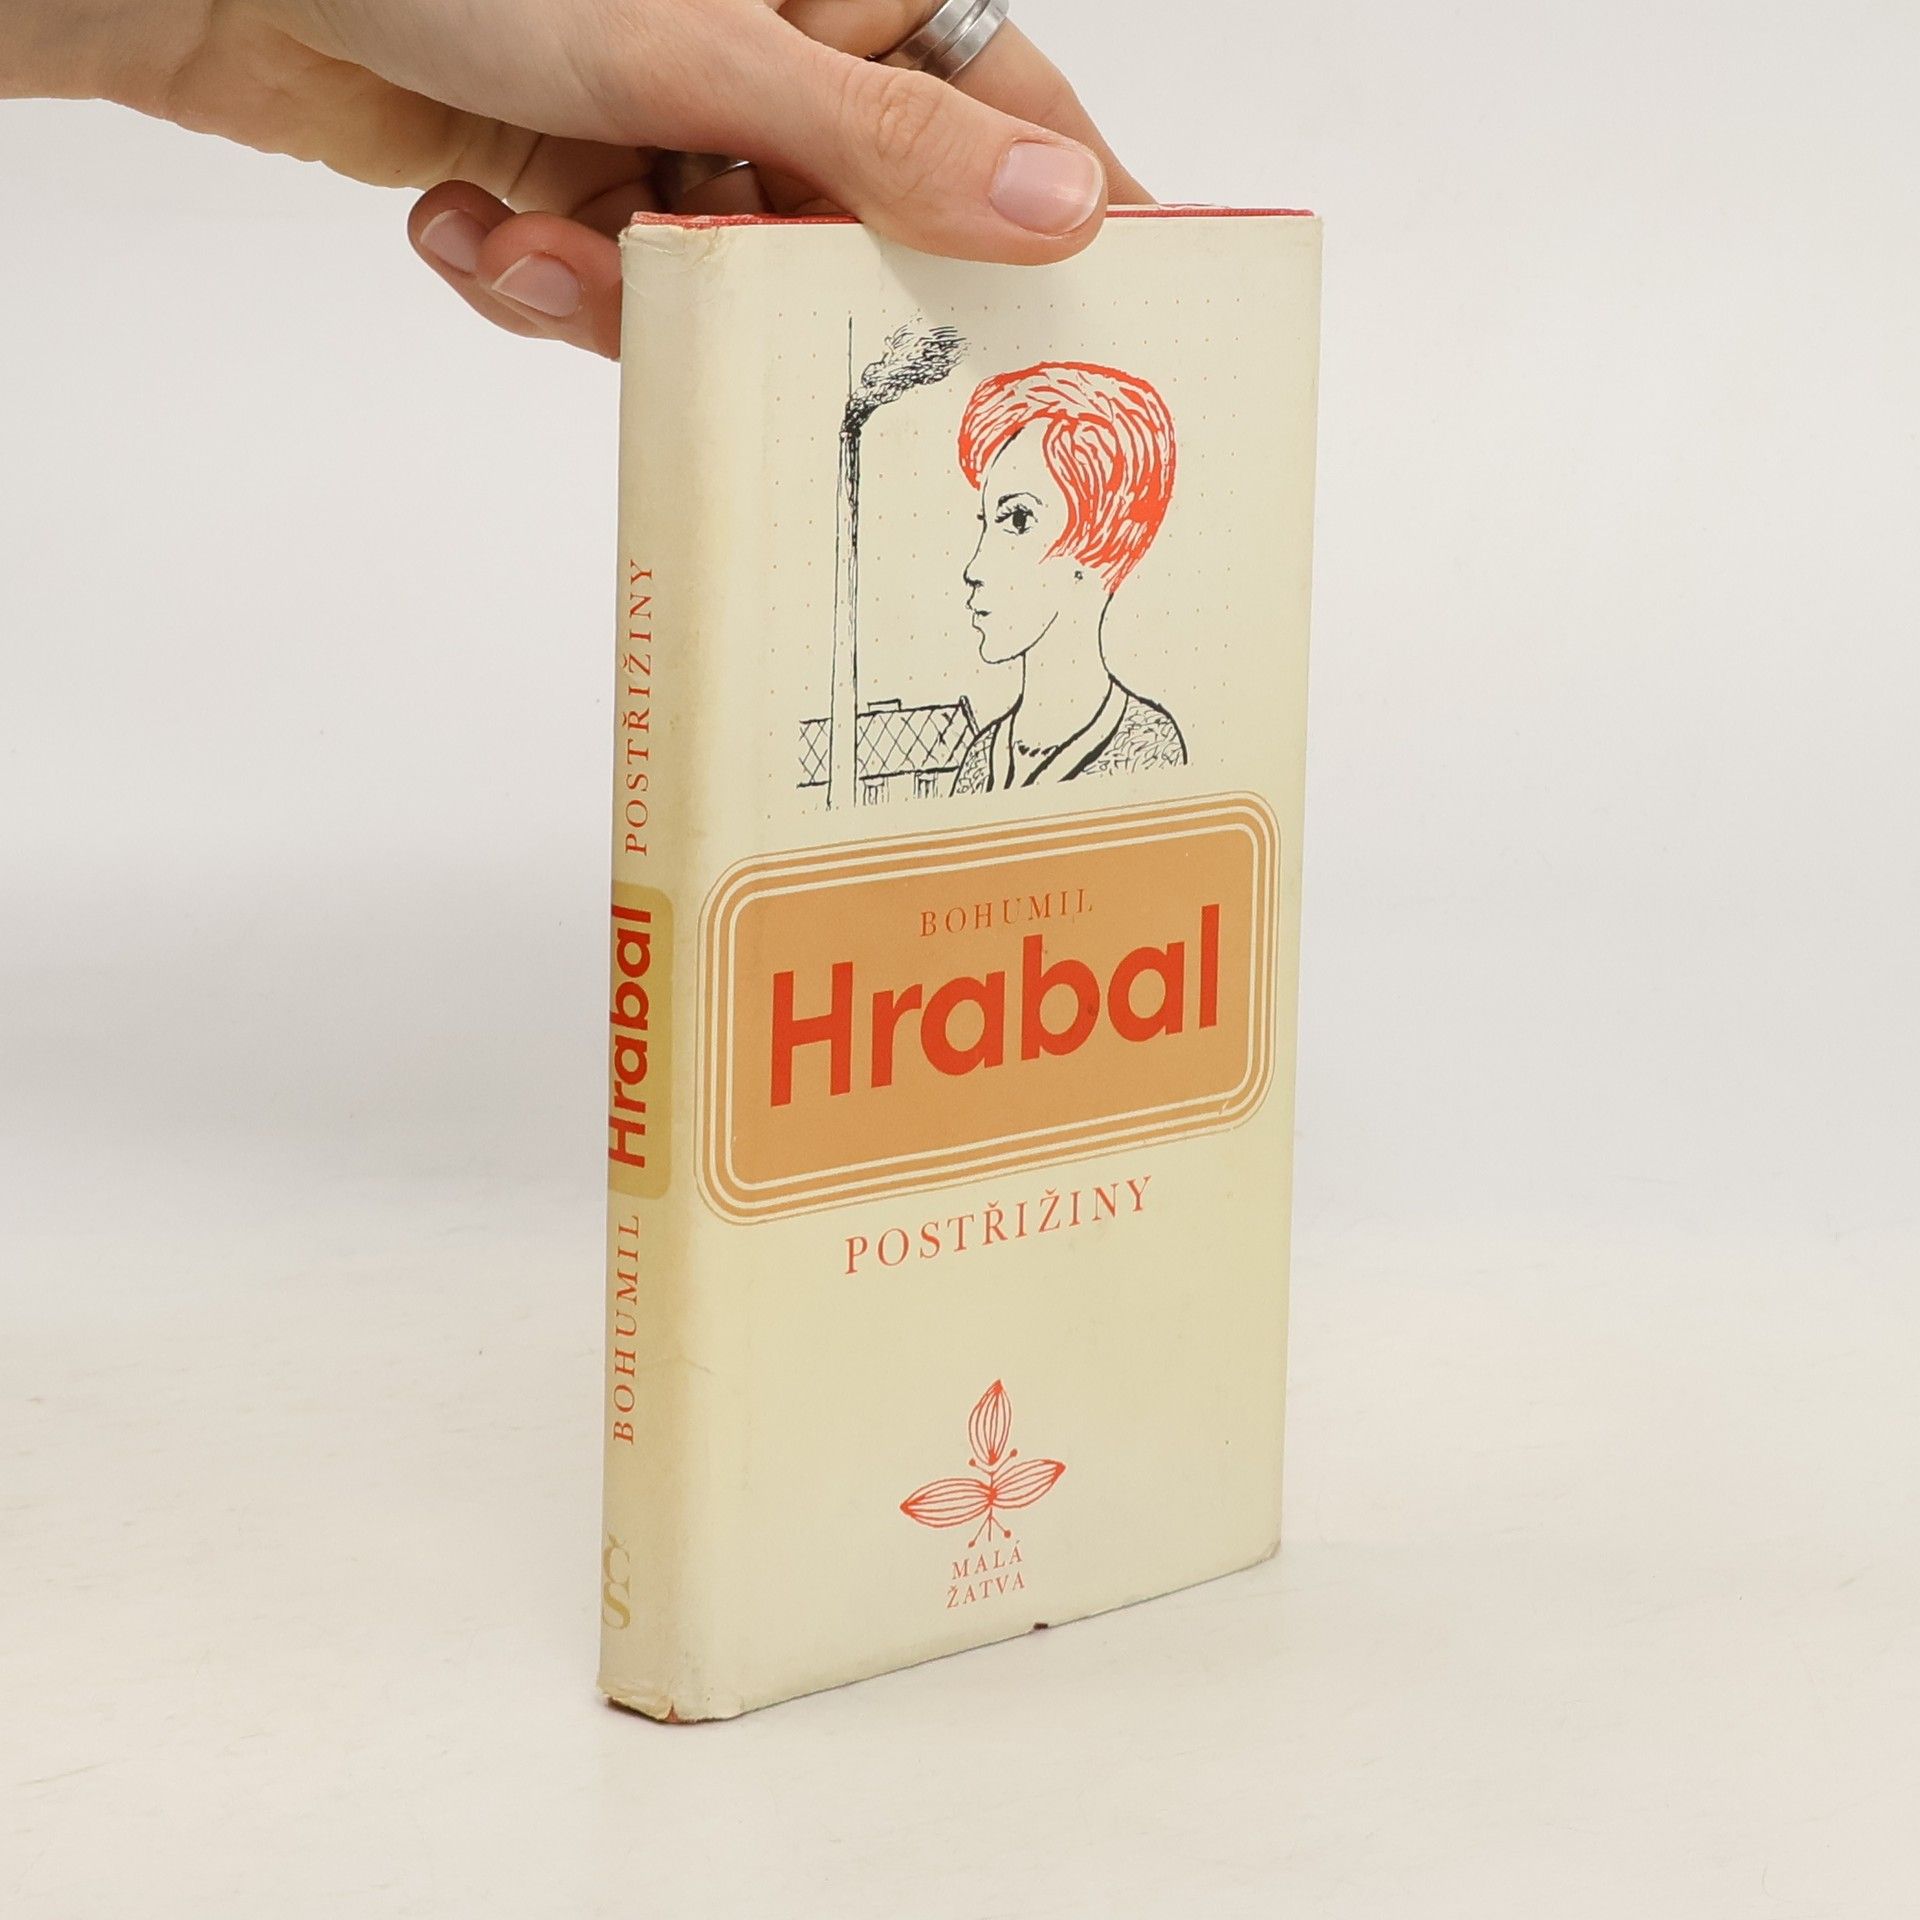 BOHUMIL
Hrabal
POSTŘIŽINY
MALÁ
ŽATVA
BOHUMIL Hrabal POSTŘIŽINY
ČS